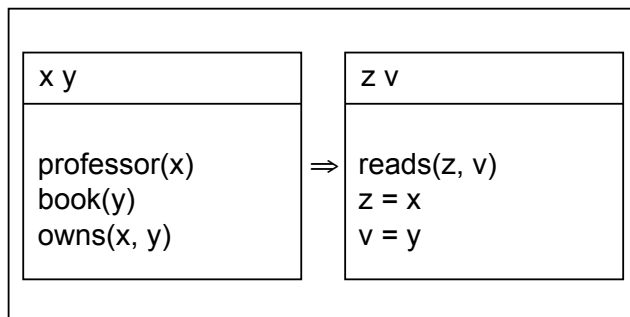 x y
professor(x)
book(y)
owns(x, y)
⇒
z v
reads(z, v)
z = x
v = y